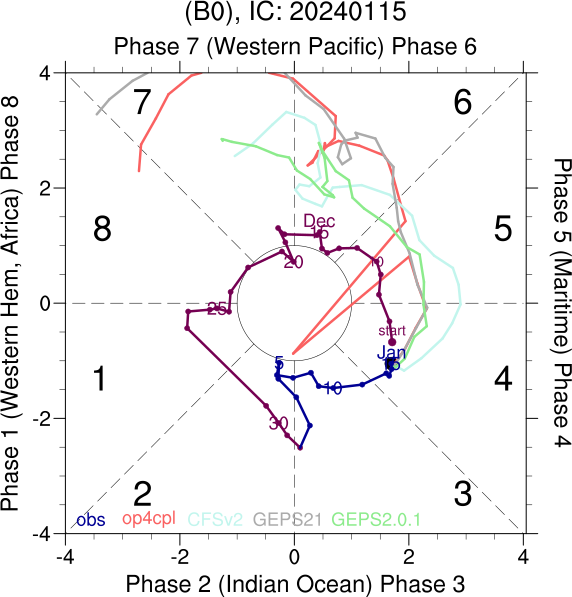 (B0), IC: 20240115
Phase 7 (Western Pacific) Phase 6
Phase 1 (Western Hem, Africa) Phase 8
Phase 5 (Maritime) Phase 4
4
2
0
-2
-4
7
6
8
5
1
4
2
3
Dec
15
20
10
25
start
Jan
15
5
10
30
obs op4cpl CFSv2 GEPS21 GEPS2.0.1
-4 -2 0 2 4
Phase 2 (Indian Ocean) Phase 3